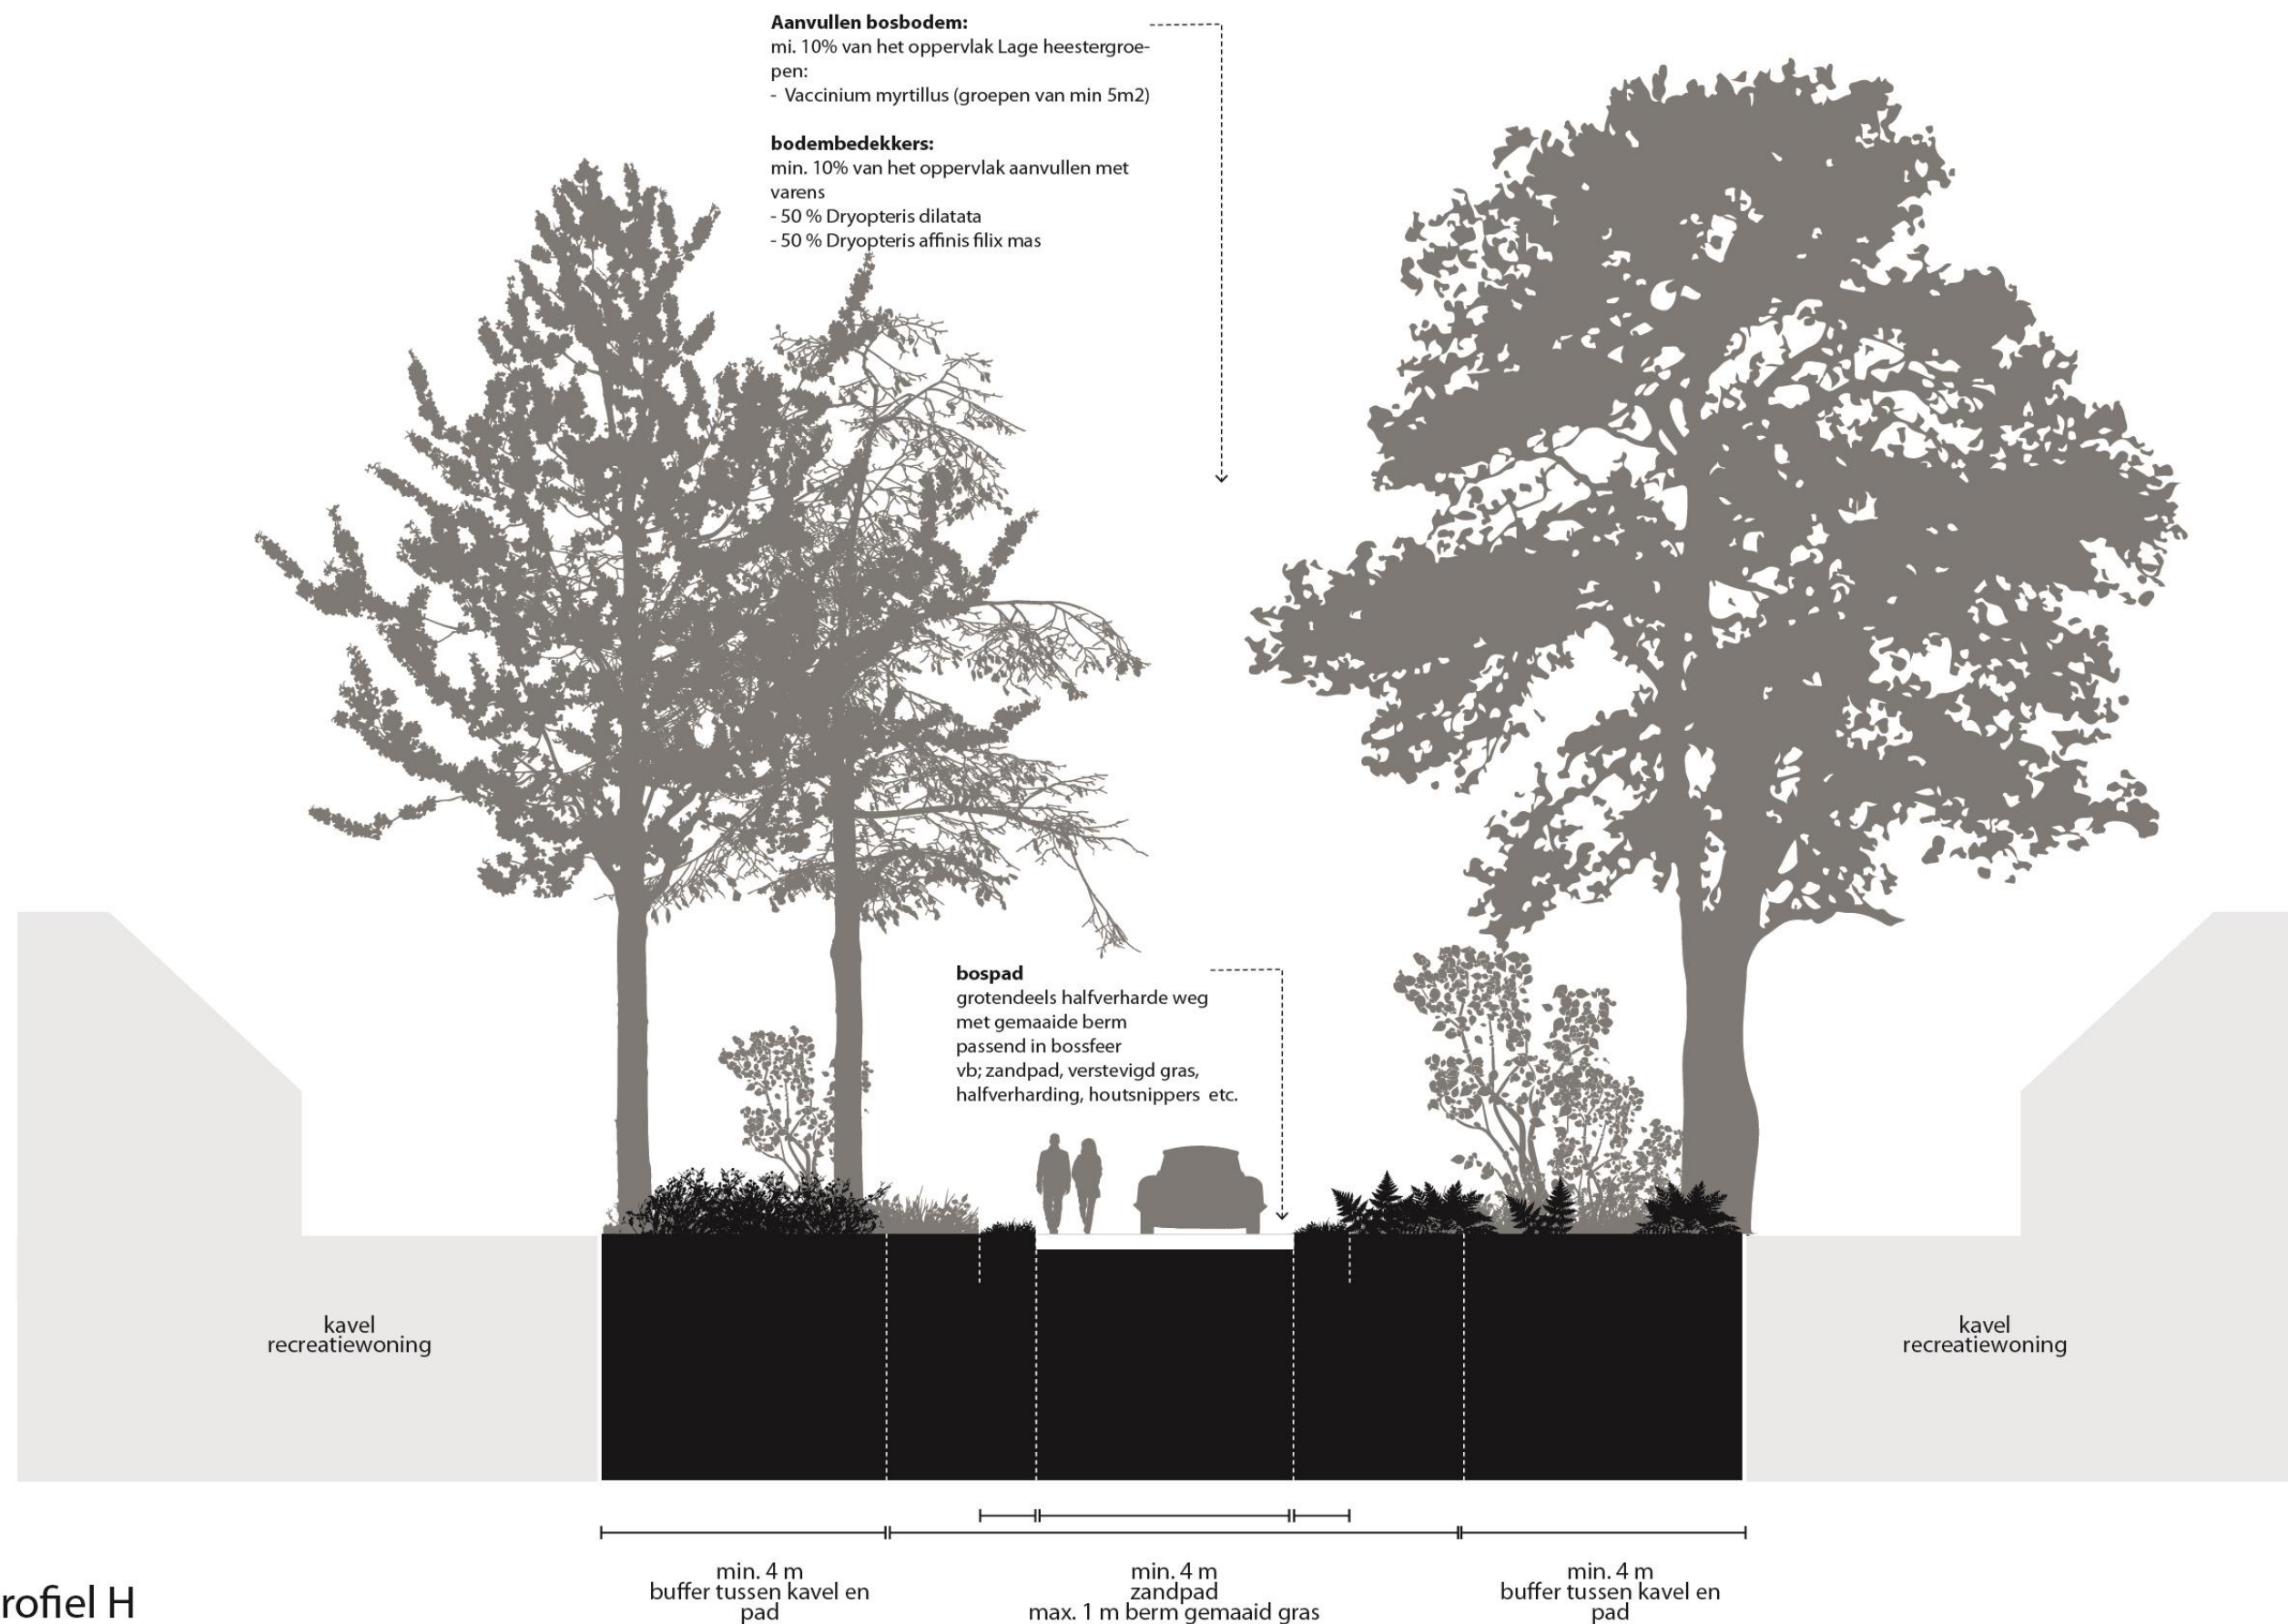 Aanvullen bosbodem:
mi. 10% van het oppervlak Lage heestergroe-
pen:
- Vaccinium myrtillus (groepen van min 5m2)
bodembedekkers:
min. 10% van het oppervlak aanvullen met
varens
- 50 % Dryopteris dilatata
- 50 % Dryopteris affinis filix mas
bospad
grotendeels halfverharde weg
met gemaaide berm
passend in bossfeer
vb; zandpad, verstevigd gras,
halfverharding, houtsnippers etc.
kavel
recreatiewoning
kavel
recreatiewoning
min. 4 m
buffer tussen kavel en
pad
min. 4 m
zandpad
max. 1 m berm gemaaid gras
min. 4 m
buffer tussen kavel en
pad
rofiel H